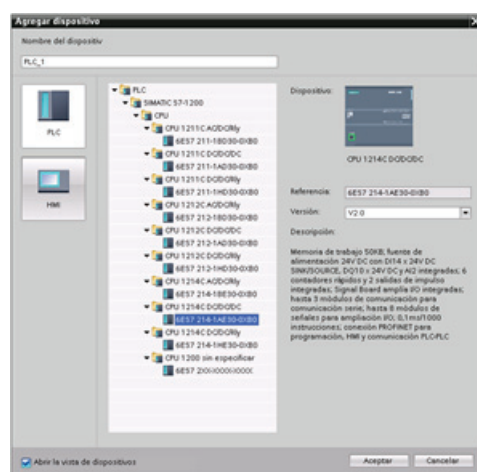 Agregar dispositivo
Nombre del dispositiv
PLC_1
PLC
HMI
PLC
SIMATIC S7-1200
CPU
CPU 1211C AC/DC/Rly
6ES7 211-1BD30-0XB0
CPU 1211C DC/DC/DC
6ES7 211-1AD30-0XB0
CPU 1211C DC/DC/Rly
6ES7 211-1HD30-0XB0
CPU 1212C AC/DC/Rly
6ES7 212-1BD30-0XB0
CPU 1212C DC/DC/DC
6ES7 212-1AD30-0XB0
CPU 1212C DC/DC/Rly
6ES7 212-1HD30-0XB0
CPU 1214C AC/DC/Rly
6ES7 214-1BE30-0XB0
CPU 1214C DC/DC/DC
6ES7 214-1AE30-0XB0
CPU 1214C DC/DC/Rly
6ES7 214-1HE30-0XB0
CPU 1200 sin especificar
6ES7 2XX-XXXXX-XXXX
Dispositivo:
CPU 1214C DC/DC/DC
Referencia:
6ES7 214-1AE30-0XB0
Versión:
V2.0
Descripción:
Memoria de trabajo 50KB; fuente de
alimentación 24V DC con DI14 x 24V DC
SINK/SOURCE, DQ10 x 24V DC y AI2 integradas; 6
contadores rápidos y 2 salidas de impulso
integradas; Signal Board amplía I/O integradas;
hasta 3 módulos de comunicación para
comunicación serie; hasta 8 módulos de
señales para ampliación I/O; 0,1ms/1000
instrucciones; conexión PROFINET para
programación, HMI y comunicación PLC-PLC
Abrir la vista de dispositivos
Aceptar
Cancelar